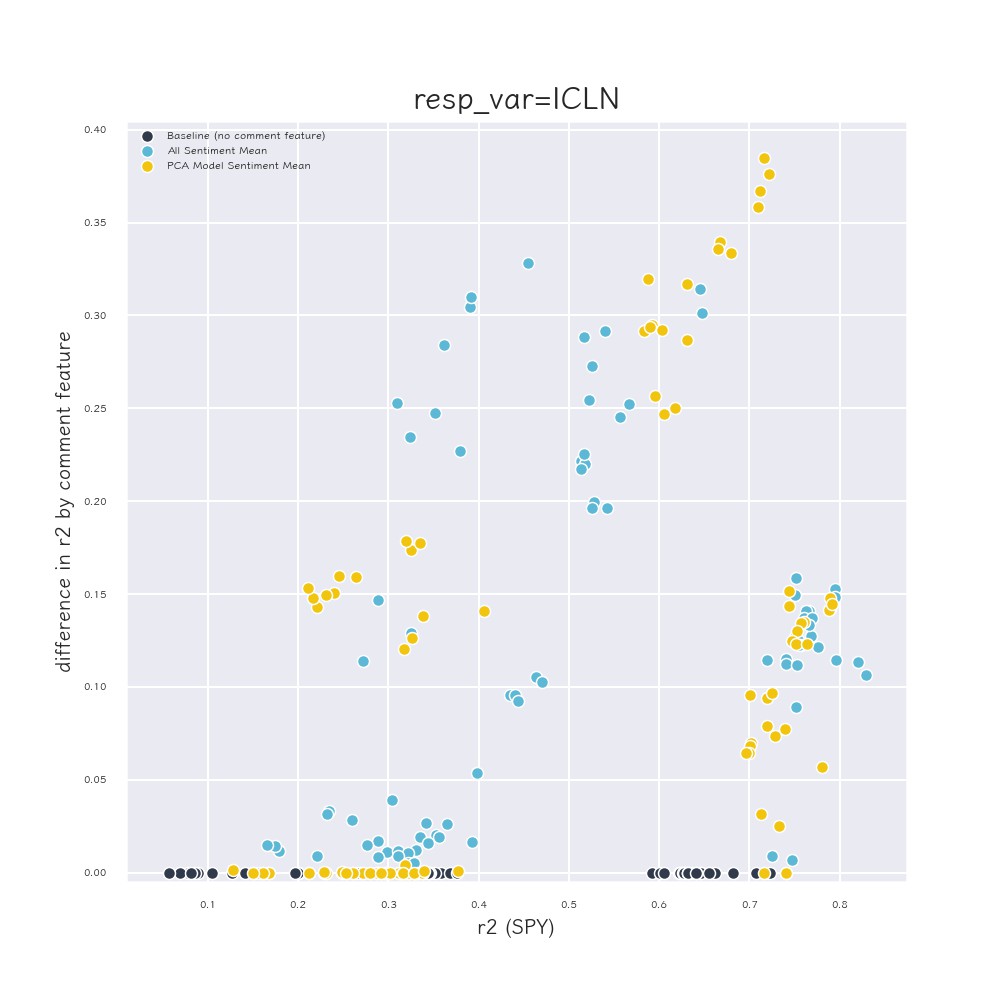 resp_var=ICLN
Baseline (no comment feature)
All Sentiment Mean
PCA Model Sentiment Mean
difference in r2 by comment feature
0.40
0.35
0.30
0.25
0.20
0.15
0.10
0.05
0.00
0.1 0.2 0.3 0.4 0.5 0.6 0.7 0.8
r2 (SPY)